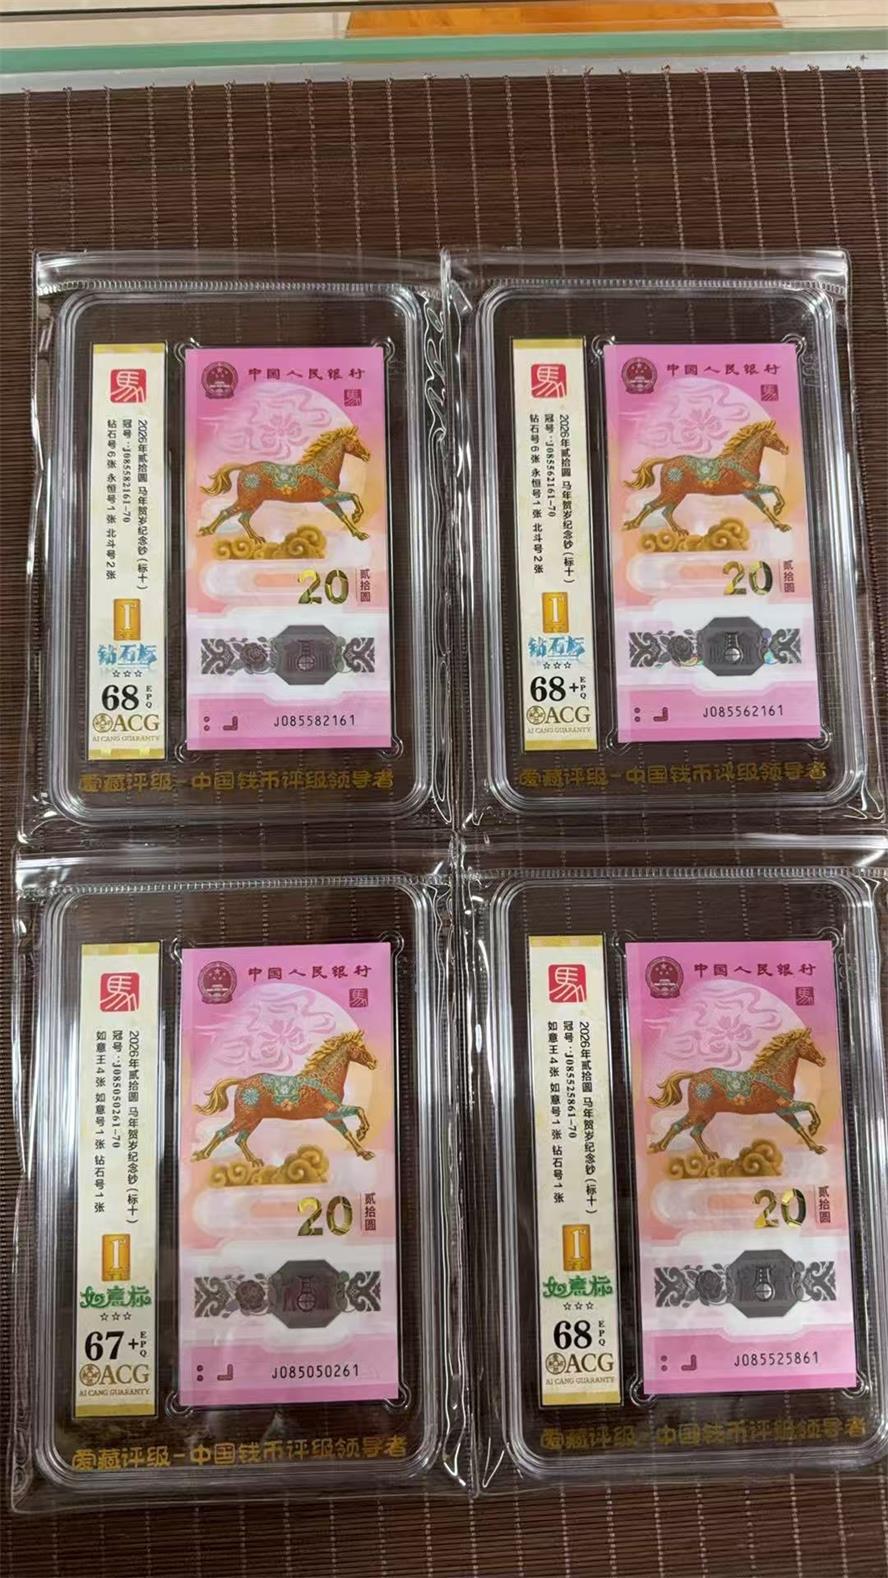 馬
2026年贰拾圆 马年贺岁纪念钞(标十)
冠号:J085582161-70
钻石号6张 永恒号1张 北斗号2张
钻石标
☆☆☆
68 EPQ
ACG
AI CANG GUARANTY
中国人民银行
馬
20
贰拾圆
J085582161
爱藏评级-中国钱币评级领导者
馬
2026年贰拾圆 马年贺岁纪念钞(标十)
冠号:J085562161-70
钻石号6张 永恒号1张 北斗号2张
钻石标
☆☆☆
68+ EPQ
ACG
AI CANG GUARANTY
中国人民银行
馬
20
贰拾圆
J085562161
爱藏评级-中国钱币评级领导者
馬
2026年贰拾圆 马年贺岁纪念钞(标十)
冠号:J085050261-70
如意王4张 如意号1张 钻石号1张
如意标
☆☆☆
67+ EPQ
ACG
AI CANG GUARANTY
中国人民银行
馬
20
贰拾圆
J085050261
爱藏评级-中国钱币评级领导者
馬
2026年贰拾圆 马年贺岁纪念钞(标十)
冠号:J085525861-70
如意王4张 如意号1张 钻石号1张
如意标
☆☆☆
68 EPQ
ACG
AI CANG GUARANTY
中国人民银行
馬
20
贰拾圆
J085525861
爱藏评级-中国钱币评级领导者